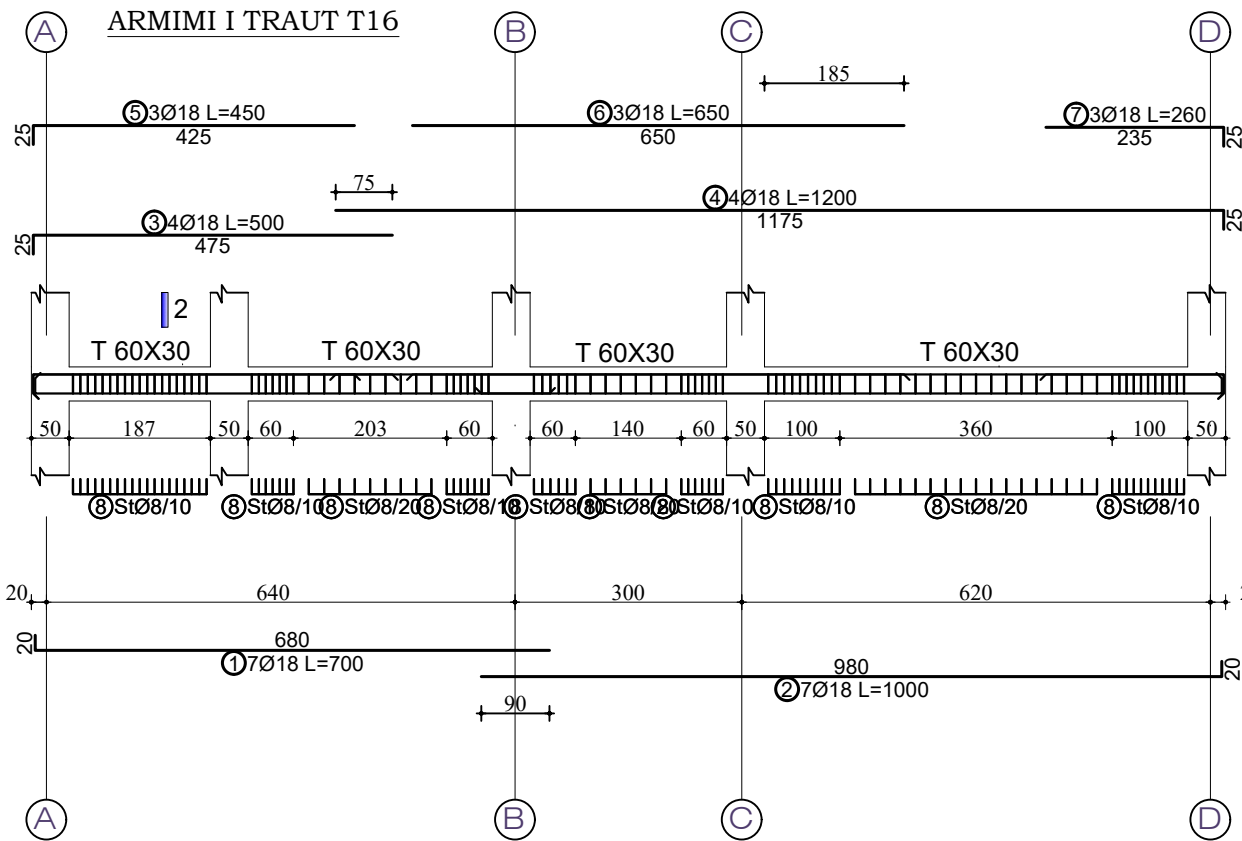 ARMIMI I TRAUT T16
A B C D
185
5 3Ø18 L=450
6 3Ø18 L=650
7 3Ø18 L=260
25 425 650 235 25
75
4 4Ø18 L=1200
3 4Ø18 L=500
1175
25 475 25
2
T 60X30 T 60X30 T 60X30 T 60X30
50 187 50 60 203 60 60 140 60 50 100 360 100 50
8 StØ8/10 8 StØ8/10 8 StØ8/20 8 StØ8/10 8 StØ8/10 8 StØ8/20 8 StØ8/10 8 StØ8/10 8 StØ8/20 8 StØ8/10
20 640 300 620
20 680
1 7Ø18 L=700
980 20
2 7Ø18 L=1000
90
A B C D